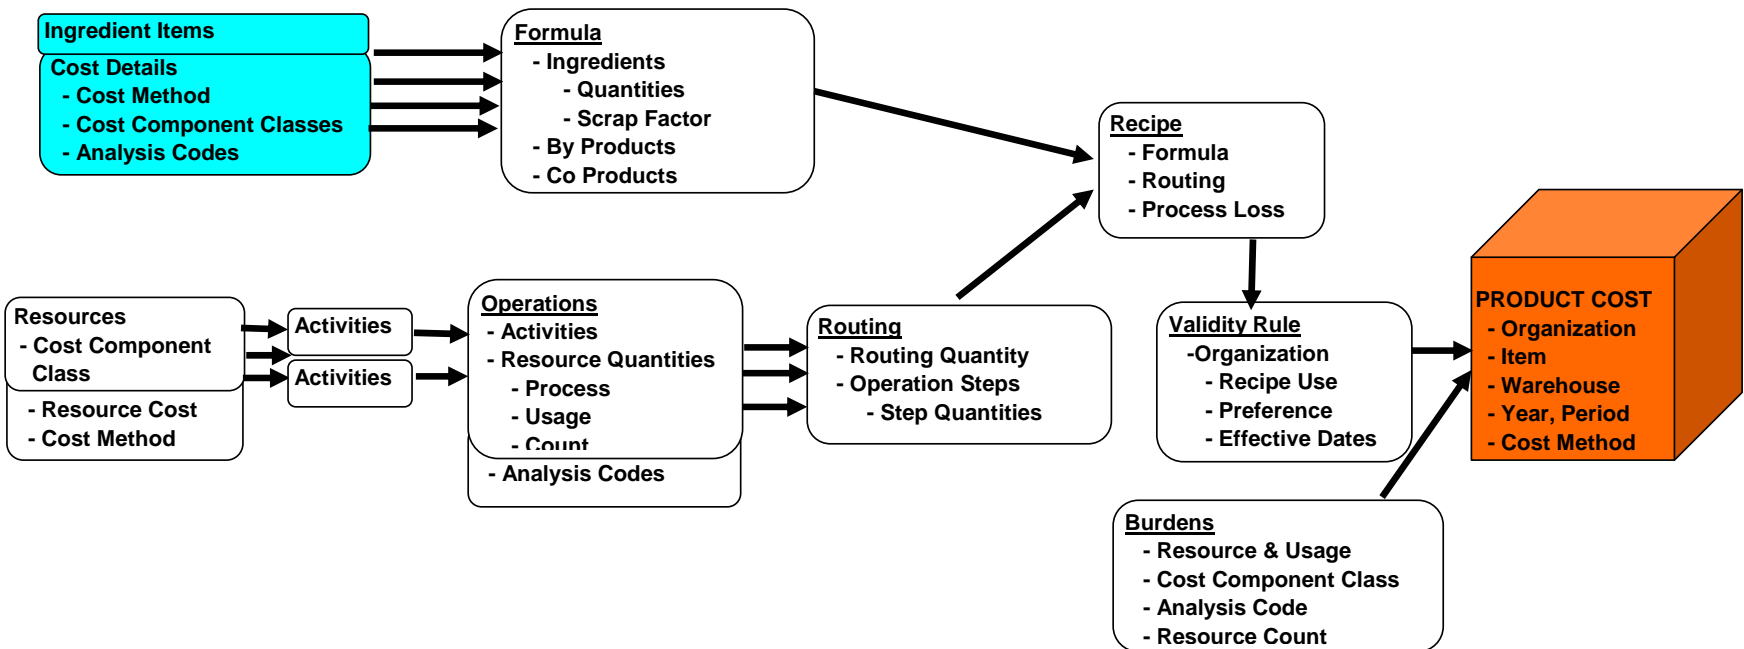 Ingredient Items
Cost Details
- Cost Method
- Cost Component Classes
- Analysis Codes
Formula
- Ingredients
- Quantities
- Scrap Factor
- By Products
- Co Products
Recipe
- Formula
- Routing
- Process Loss
Resources
- Cost Component
Class
- Resource Cost
- Cost Method
Activities
Activities
Operations
- Activities
- Resource Quantities
- Process
- Usage
- Count
- Analysis Codes
Routing
- Routing Quantity
- Operation Steps
- Step Quantities
Validity Rule
-Organization
- Recipe Use
- Preference
- Effective Dates
PRODUCT COST
- Organization
- Item
- Warehouse
- Year, Period
- Cost Method
Burdens
- Resource & Usage
- Cost Component Class
- Analysis Code
- Resource Count